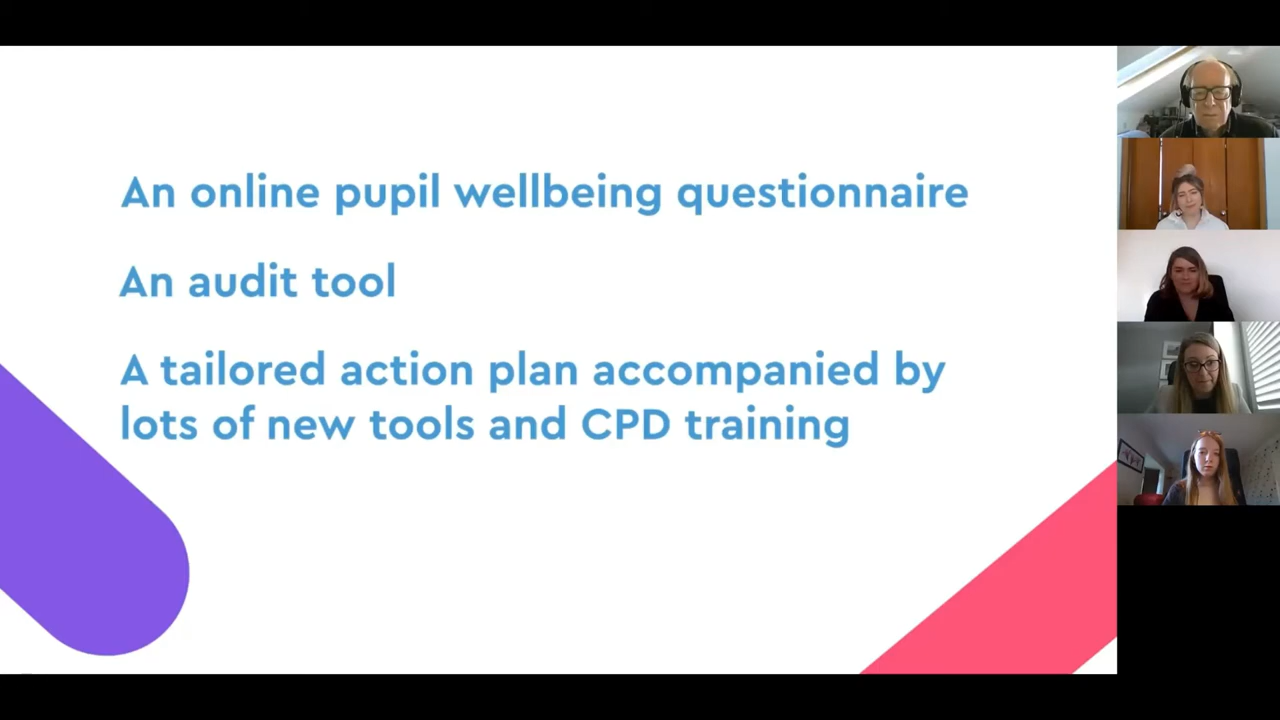 An online pupil wellbeing questionnaire
An audit tool
A tailored action plan accompanied by
lots of new tools and CPD training